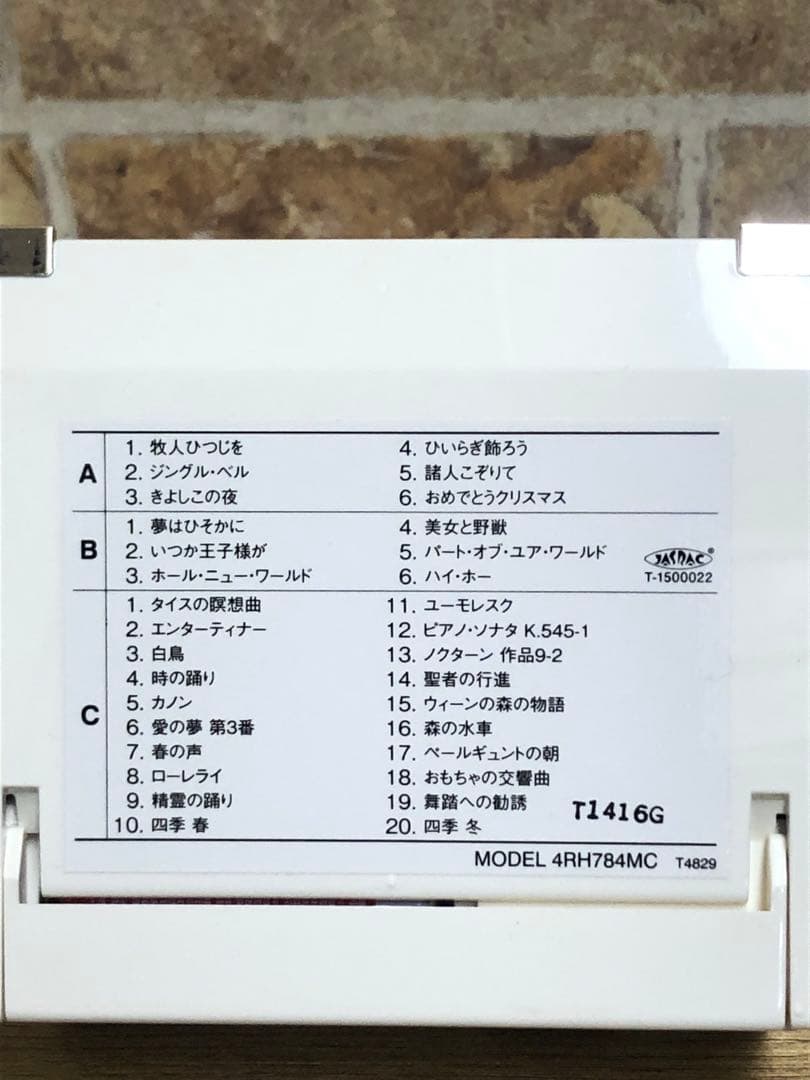 A
1. 牧人ひつじを
2. ジングル・ベル
3. きよしこの夜
4. ひいらぎ飾ろう
5. 諸人こぞりて
6. おめでとうクリスマス
B
1. 夢はひそかに
2. いつか王子様が
3. ホール・ニュー・ワールド
4. 美女と野獣
5. パート・オブ・ユア・ワールド
6. ハイ・ホー
JASRAC®
T-1500022
C
1. タイスの瞑想曲
2. エンターティナー
3. 白鳥
4. 時の踊り
5. カノン
6. 愛の夢 第3番
7. 春の声
8. ローレライ
9. 精霊の踊り
10. 四季 春
11. ユーモレスク
12. ピアノ・ソナタ K.545-1
13. ノクターン 作品9-2
14. 聖者の行進
15. ウィーンの森の物語
16. 森の水車
17. ペールギュントの朝
18. おもちゃの交響曲
19. 舞踏への勧誘
20. 四季 冬
T1416G
MODEL 4RH784MC T4829